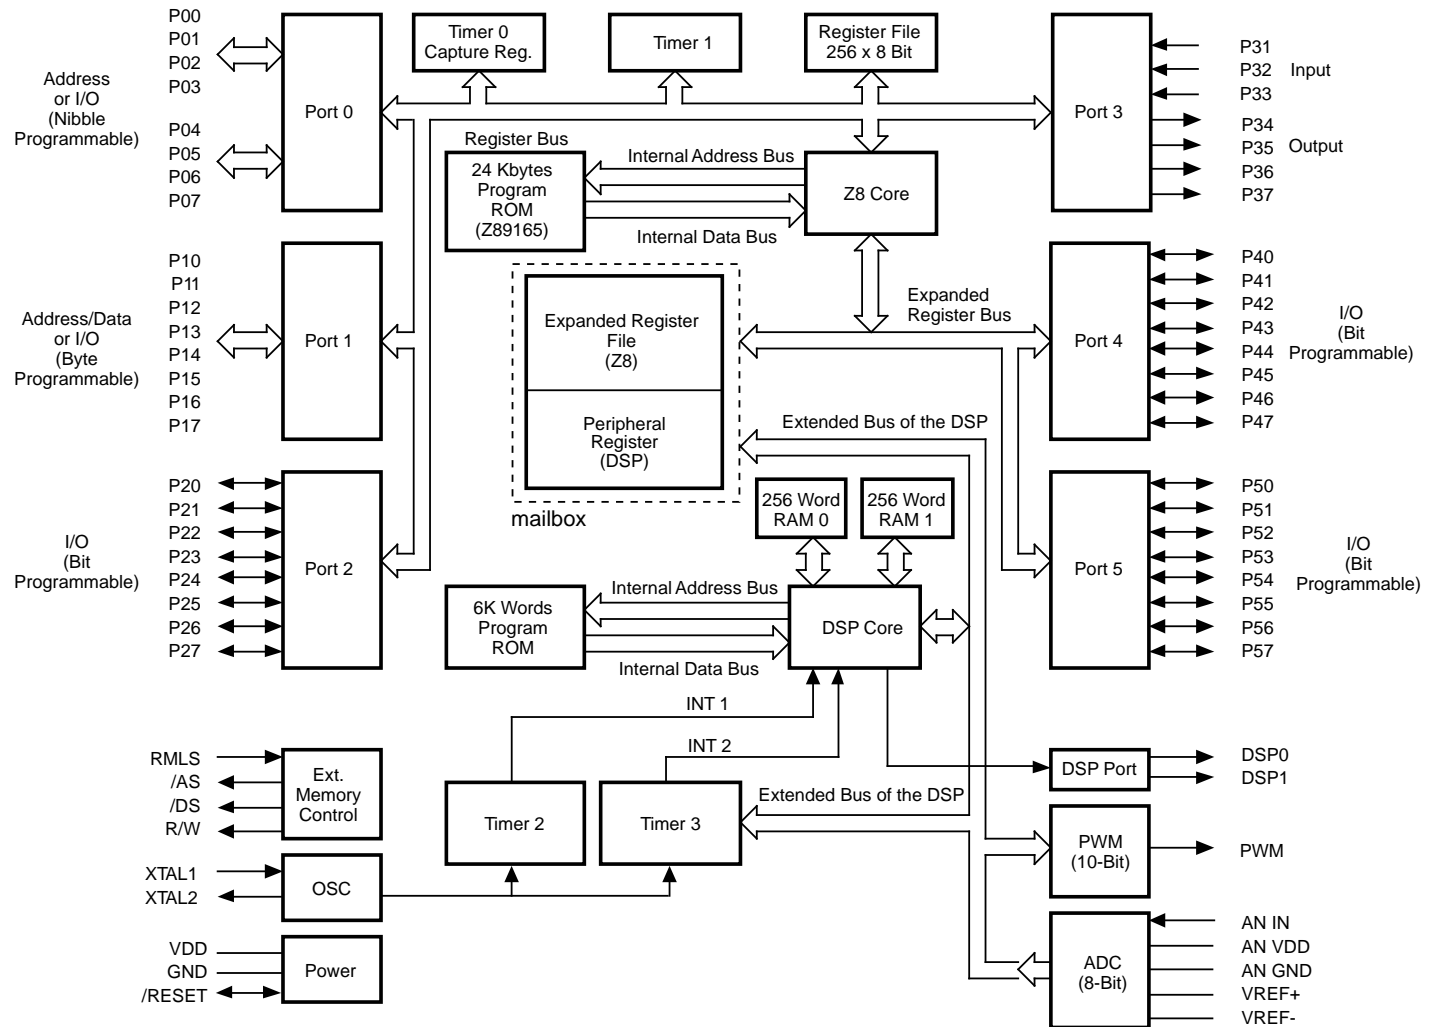 P00
P01
P02
P03
Address
or I/O
(Nibble
Programmable)
P04
P05
P06
P07
Port 0
Timer 0
Capture Reg.
Timer 1
Register File
256 x 8 Bit
Port 3
P31
P32
P33
Input
P34
P35
P36
P37
Output
Register Bus
24 Kbytes
Program
ROM
(Z89165)
Internal Address Bus
Internal Data Bus
Z8 Core
P10
P11
P12
P13
P14
P15
P16
P17
Address/Data
or I/O
(Byte
Programmable)
Port 1
Expanded Register
File
(Z8)
Peripheral
Register
(DSP)
mailbox
Expanded
Register Bus
Extended Bus of the DSP
Port 4
P40
P41
P42
P43
P44
P45
P46
P47
I/O
(Bit
Programmable)
P20
P21
P22
P23
P24
P25
P26
P27
I/O
(Bit
Programmable)
Port 2
256 Word
RAM 0
256 Word
RAM 1
6K Words
Program
ROM
Internal Address Bus
Internal Data Bus
DSP Core
Port 5
P50
P51
P52
P53
P54
P55
P56
P57
I/O
(Bit
Programmable)
INT 1
INT 2
RMLS
/AS
/DS
R/W
Ext.
Memory
Control
Timer 2
Timer 3
Extended Bus of the DSP
DSP Port
DSP0
DSP1
PWM
(10-Bit)
PWM
XTAL1
XTAL2
OSC
VDD
GND
/RESET
Power
ADC
(8-Bit)
AN IN
AN VDD
AN GND
VREF+
VREF-